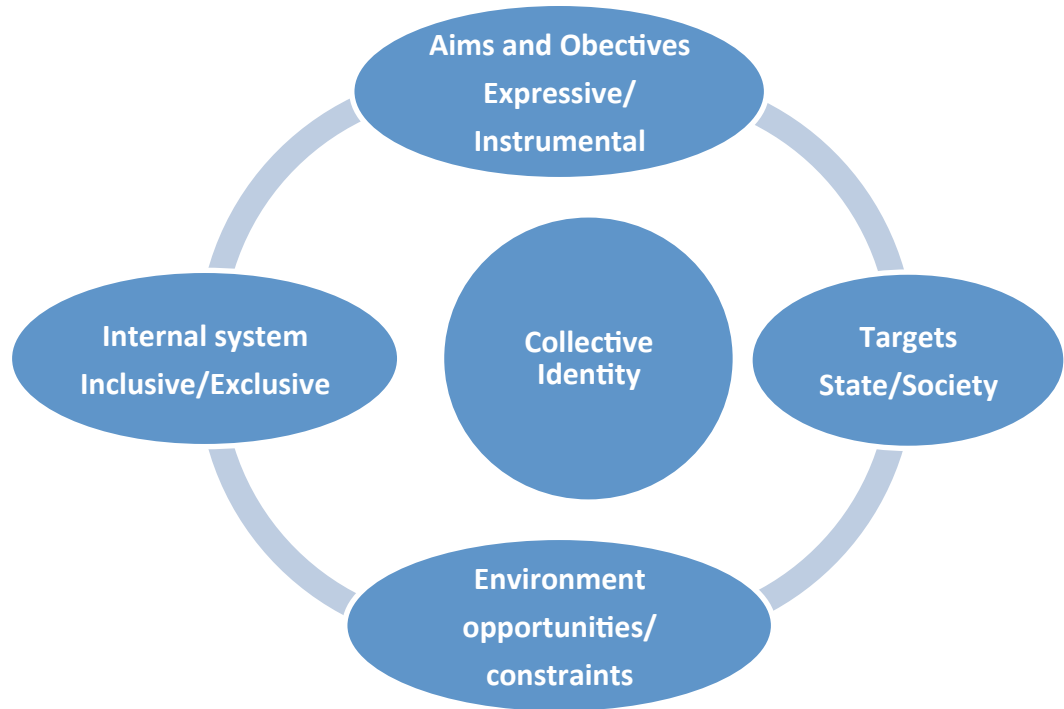 Aims and Obectives
Expressive/
Instrumental
Internal system
Inclusive/Exclusive
Collective
Identity
Targets
State/Society
Environment
opportunities/
constraints